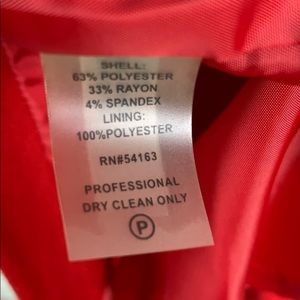 SHELL:
63% POLYESTER
33% RAYON
4% SPANDEX
LINING:
100%POLYESTER
RN#54163
PROFESSIONAL
DRY CLEAN ONLY
P